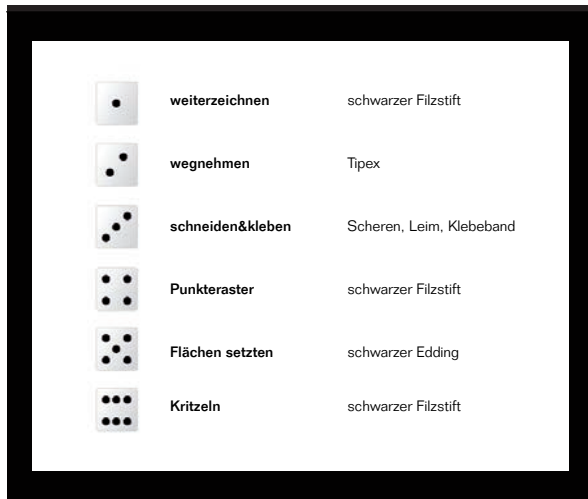 weiterzeichnen schwarzer Filzstift
wegnehmen Tipex
schneiden&kleben Scheren, Leim, Klebeband
Punkteraster schwarzer Filzstift
Flächen setzten schwarzer Edding
Kritzeln schwarzer Filzstift